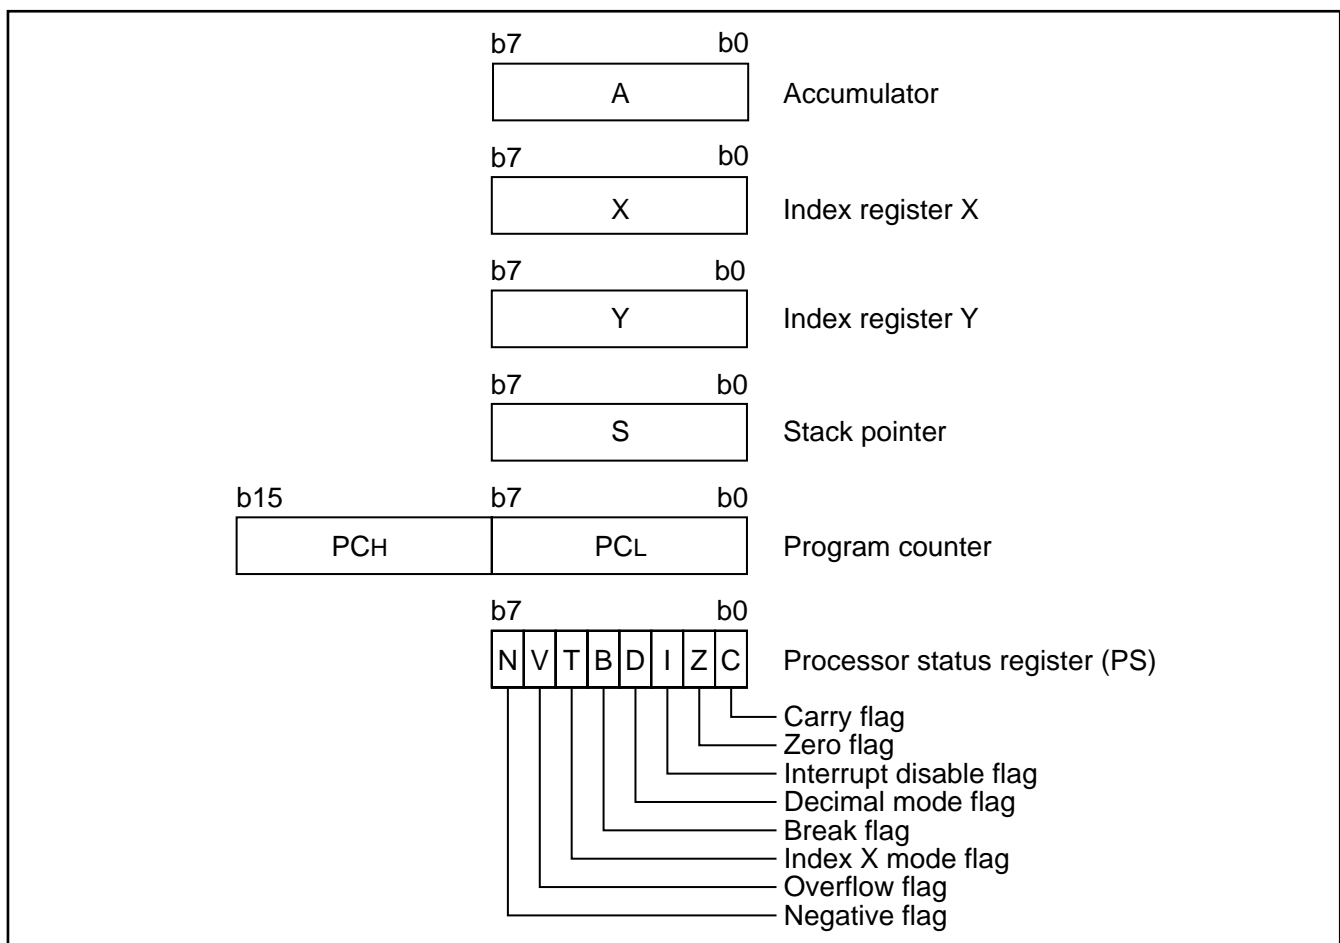 b7 b0
A Accumulator
b7 b0
X Index register X
b7 b0
Y Index register Y
b7 b0
S Stack pointer
b15 b7 b0
PCH PCL Program counter
b7 b0
N V T B D I Z C Processor status register (PS)
Carry flag
Zero flag
Interrupt disable flag
Decimal mode flag
Break flag
Index X mode flag
Overflow flag
Negative flag